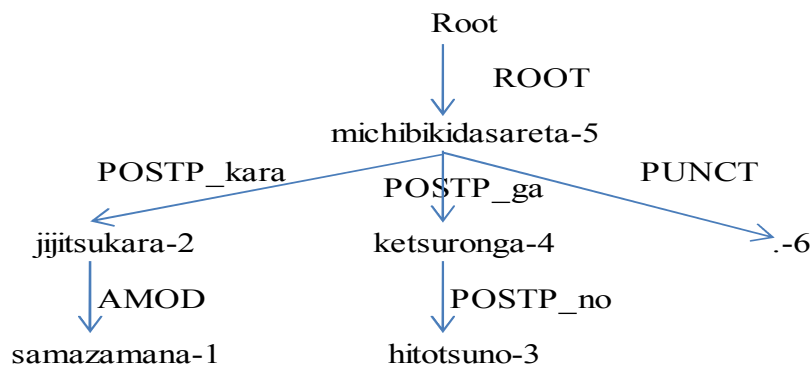 Root
ROOT
michibikidasareta-5
POSTP_kara POSTP_ga PUNCT
jijitsukara-2 ketsuronga-4 .-6
AMOD POSTP_no
samazamana-1 hitotsuno-3